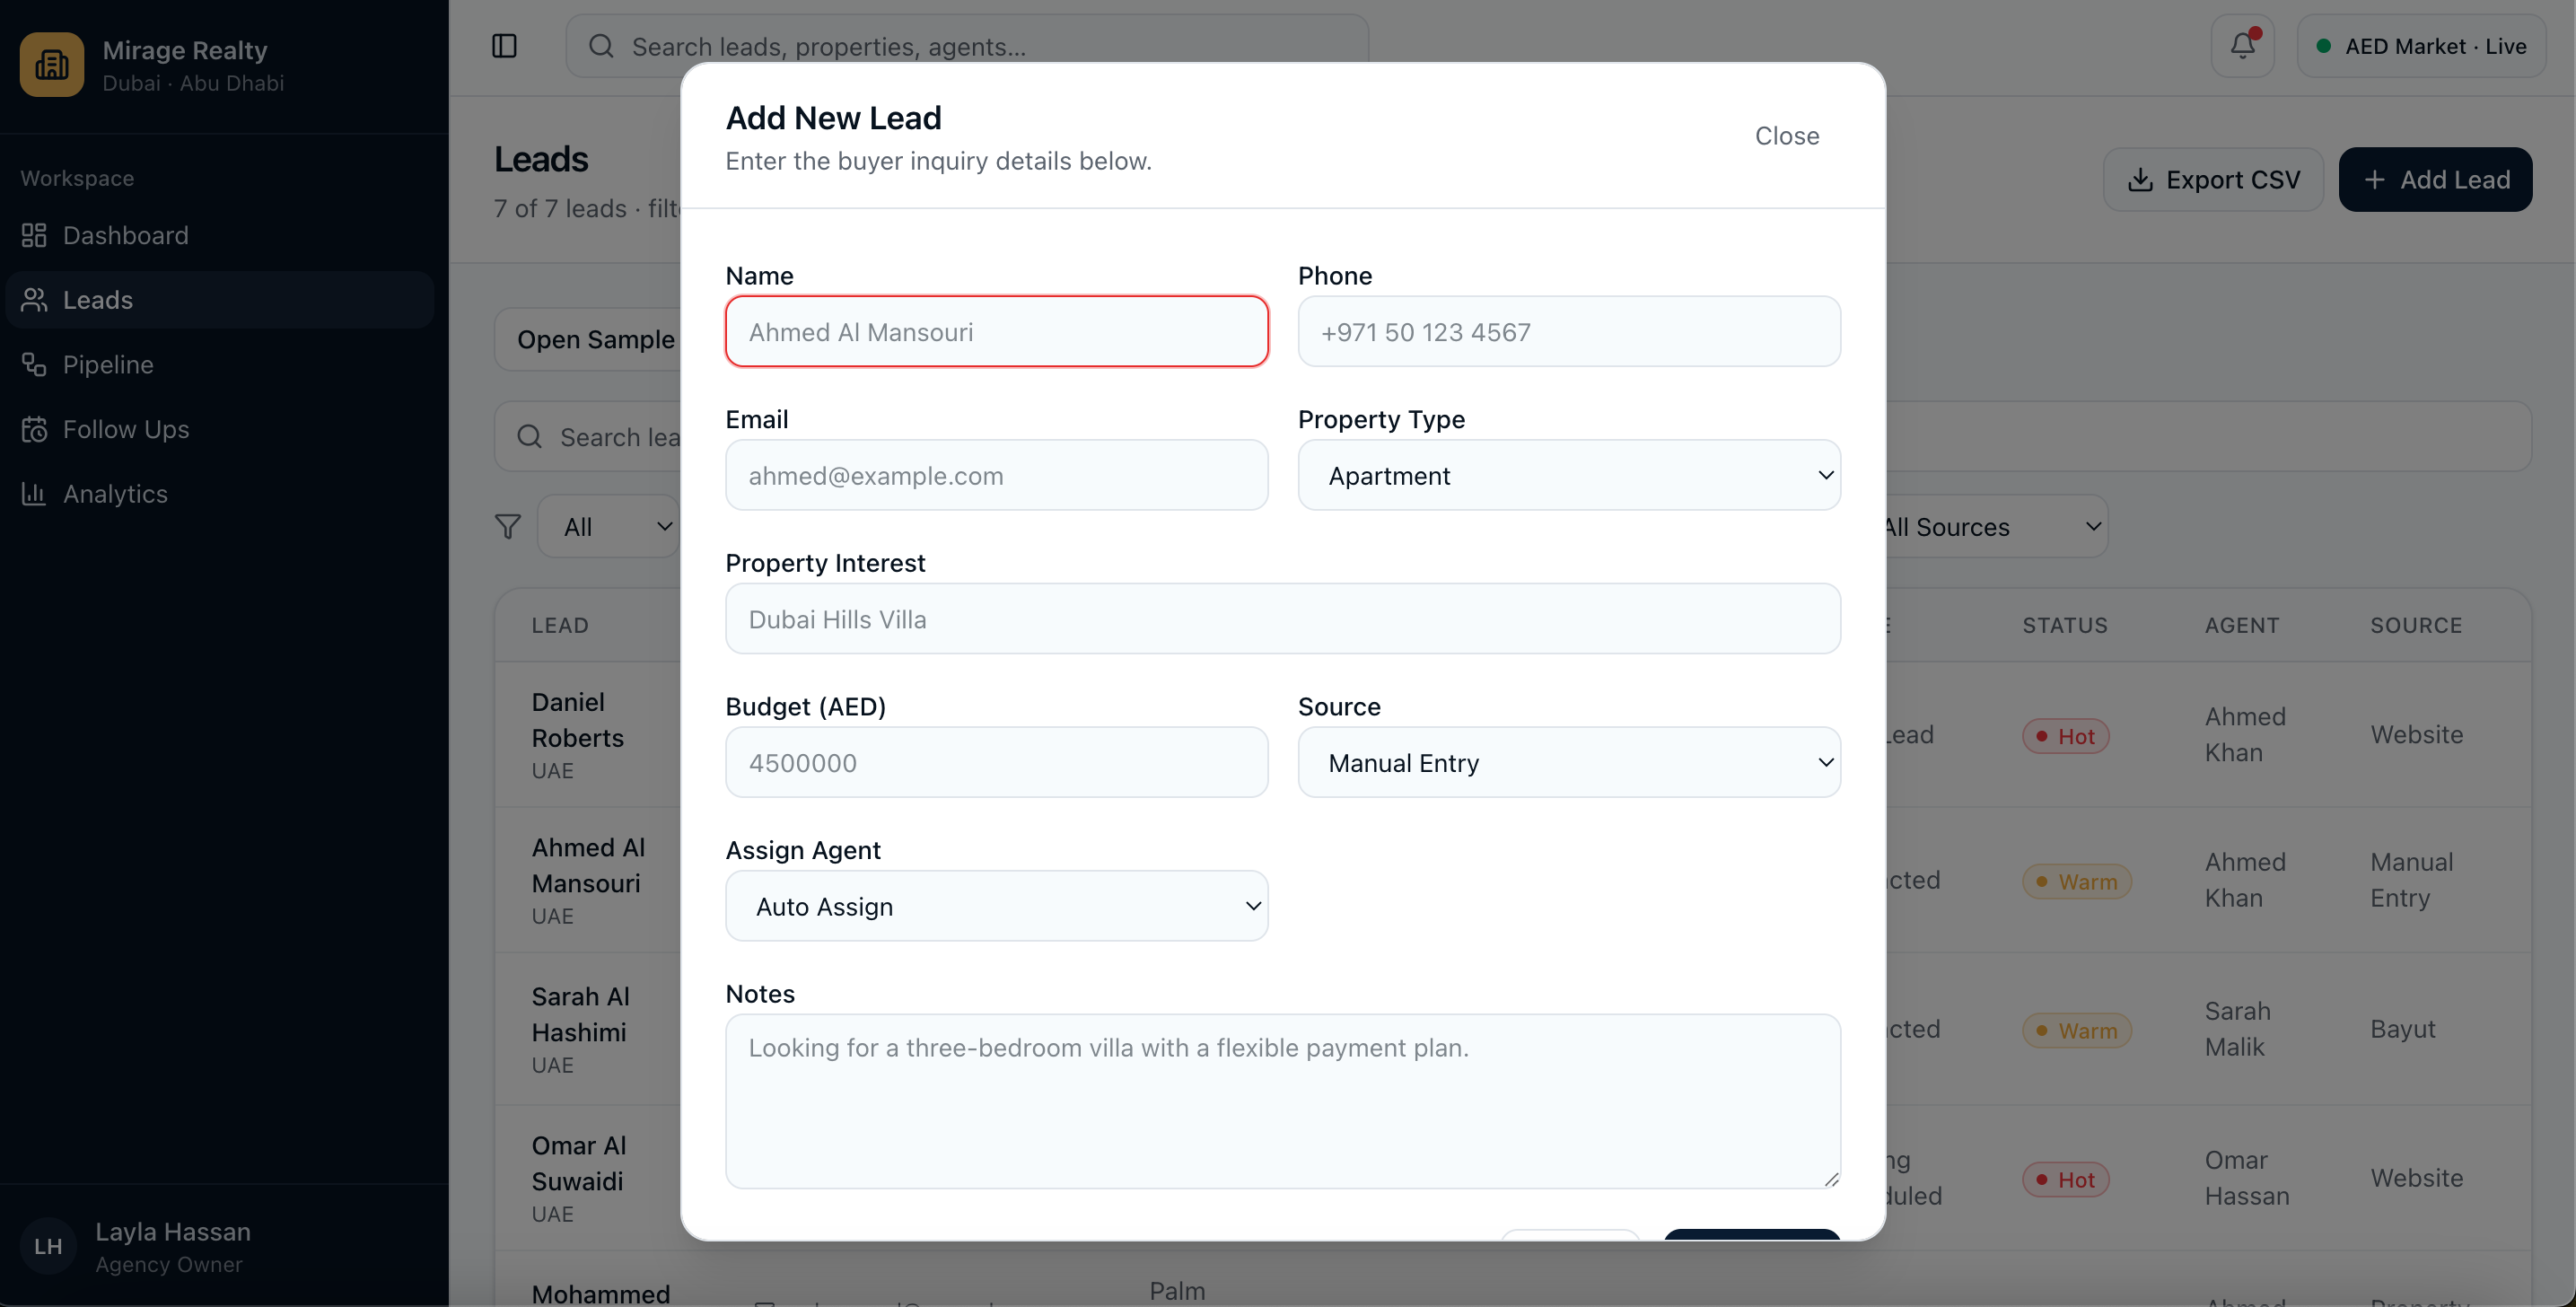 Mirage Realty
Dubai · Abu Dhabi
Workspace
Dashboard
Leads
Pipeline
Follow Ups
Analytics
LH
Layla Hassan
Agency Owner
Search leads, properties, agents...
AED Market · Live
Leads
7 of 7 leads ·
Export CSV
Add Lead
Open Sample
Search
All
All Sources
LEAD
STATUS
AGENT
SOURCE
Daniel
Roberts
UAE
Lead
Hot
Ahmed
Khan
Website
Ahmed Al
Mansouri
UAE
Warm
Ahmed
Khan
Manual
Entry
Sarah Al
Hashimi
UAE
Warm
Sarah
Malik
Bayut
Omar Al
Suwaidi
UAE
Hot
Omar
Hassan
Website
Mohammed
Palm
Add New Lead
Enter the buyer inquiry details below.
Close
Name
Ahmed Al Mansouri
Phone
+971 50 123 4567
Email
ahmed@example.com
Property Type
Apartment
Property Interest
Dubai Hills Villa
Budget (AED)
4500000
Source
Manual Entry
Assign Agent
Auto Assign
Notes
Looking for a three-bedroom villa with a flexible payment plan.